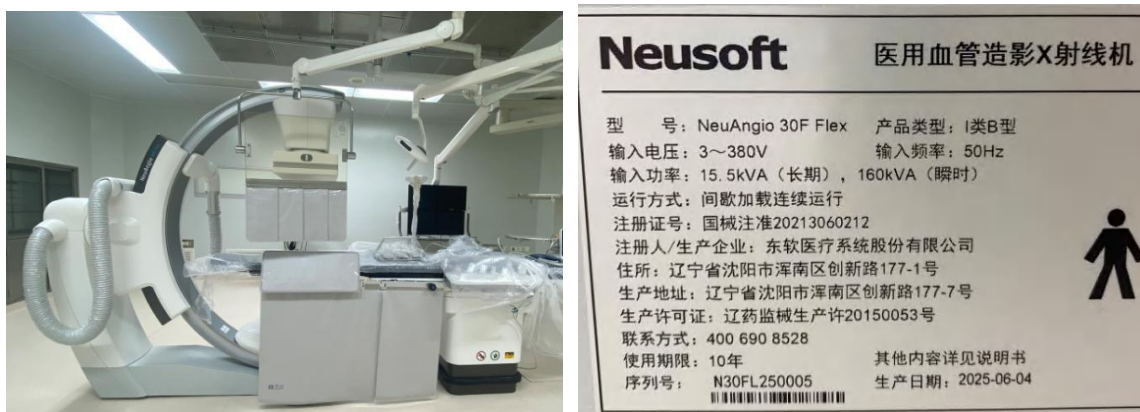 NeuAngio
Neusoft 医用血管造影X射线机
型 号：NeuAngio 30F Flex 产品类型：I类B型
输入电压：3～380V 输入频率：50Hz
输入功率：15.5kVA（长期），160kVA（瞬时）
运行方式：间歇加载连续运行
注册证号：国械注准20213060212
注册人/生产企业：东软医疗系统股份有限公司
住所：辽宁省沈阳市浑南区创新路177-1号
生产地址：辽宁省沈阳市浑南区创新路177-7号
生产许可证：辽药监械生产许20150053号
联系方式：400 690 8528
使用期限：10年 其他内容详见说明书
序列号： N30FL250005 生产日期：2025-06-04